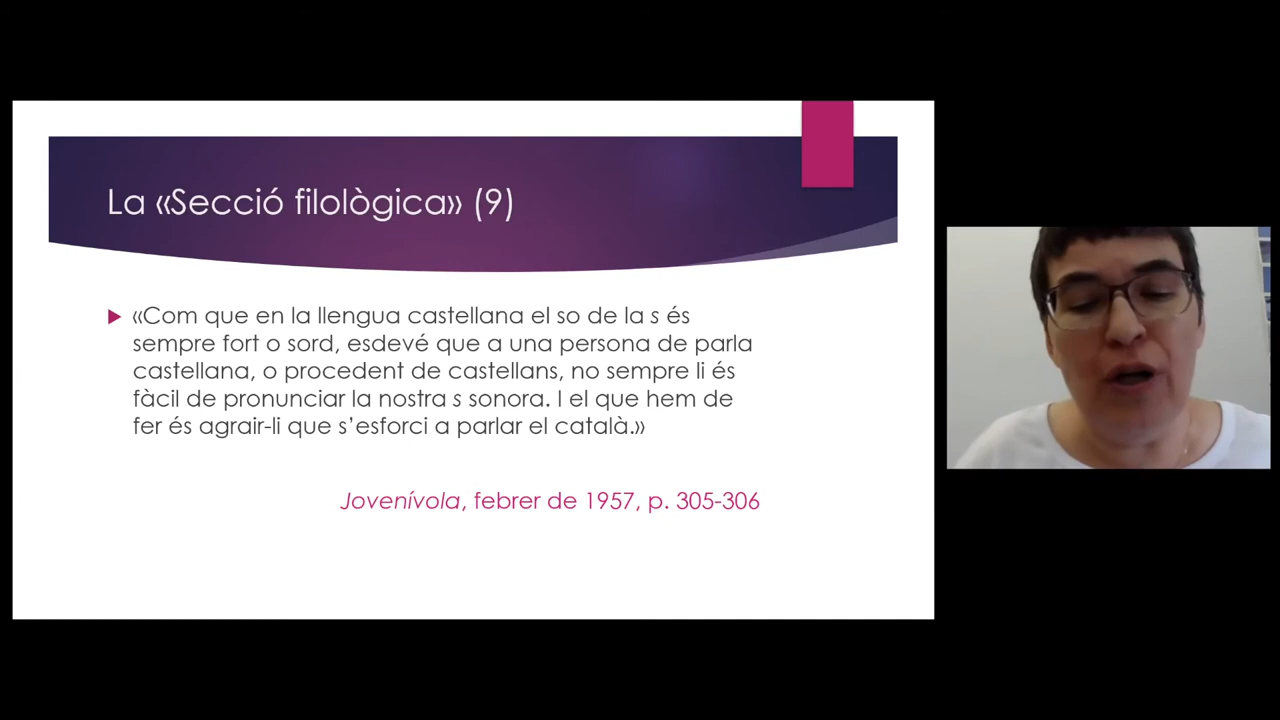 La «Secció filològica» (9)
«Com que en la llengua castellana el so de la s és
sempre fort o sord, esdevé que a una persona de parla
castellana, o procedent de castellans, no sempre li és
fàcil de pronunciar la nostra s sonora. I el que hem de
fer és agrair-li que s’esforci a parlar el català.»
Jovenívola, febrer de 1957, p. 305-306